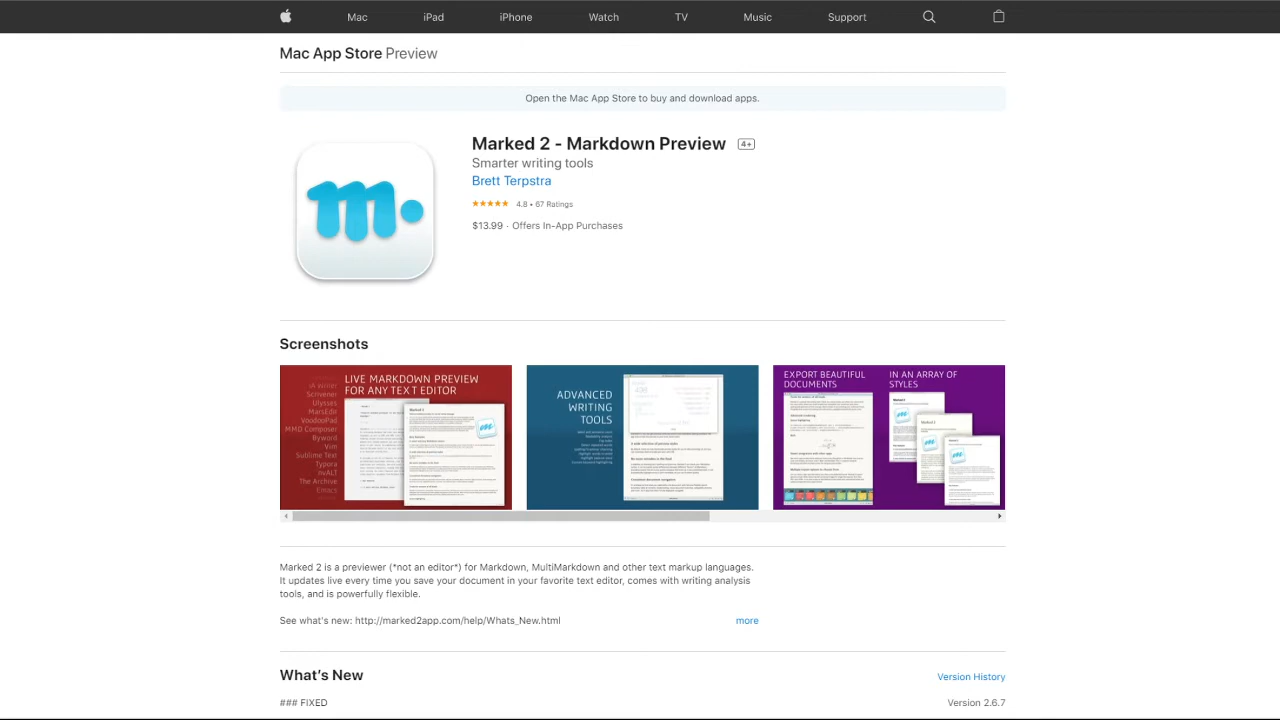 Mac
iPad
iPhone
Watch
TV
Music
Support
Mac App Store Preview
Open the Mac App Store to buy and download apps.
Marked 2 - Markdown Preview 4+
Smarter writing tools
Brett Terpstra
4.8 • 67 Ratings
$13.99 · Offers In-App Purchases
Screenshots
iA Writer
Scrivener
Ulysses
MarsEdit
VoodooPad
MMD Composer
Byword
Vim
Sublime Text
Typora
nvALT
The Archive
Emacs
LIVE MARKDOWN PREVIEW
FOR ANY TEXT EDITOR
ADVANCED
WRITING
TOOLS
EXPORT BEAUTIFUL
DOCUMENTS
IN AN ARRAY OF
STYLES
Marked 2 is a previewer (*not an editor*) for Markdown, MultiMarkdown and other text markup languages.
It updates live every time you save your document in your favorite text editor, comes with writing analysis
tools, and is powerfully flexible.
See what's new: http://marked2app.com/help/Whats_New.html
more
What's New
Version History
### FIXED
Version 2.6.7